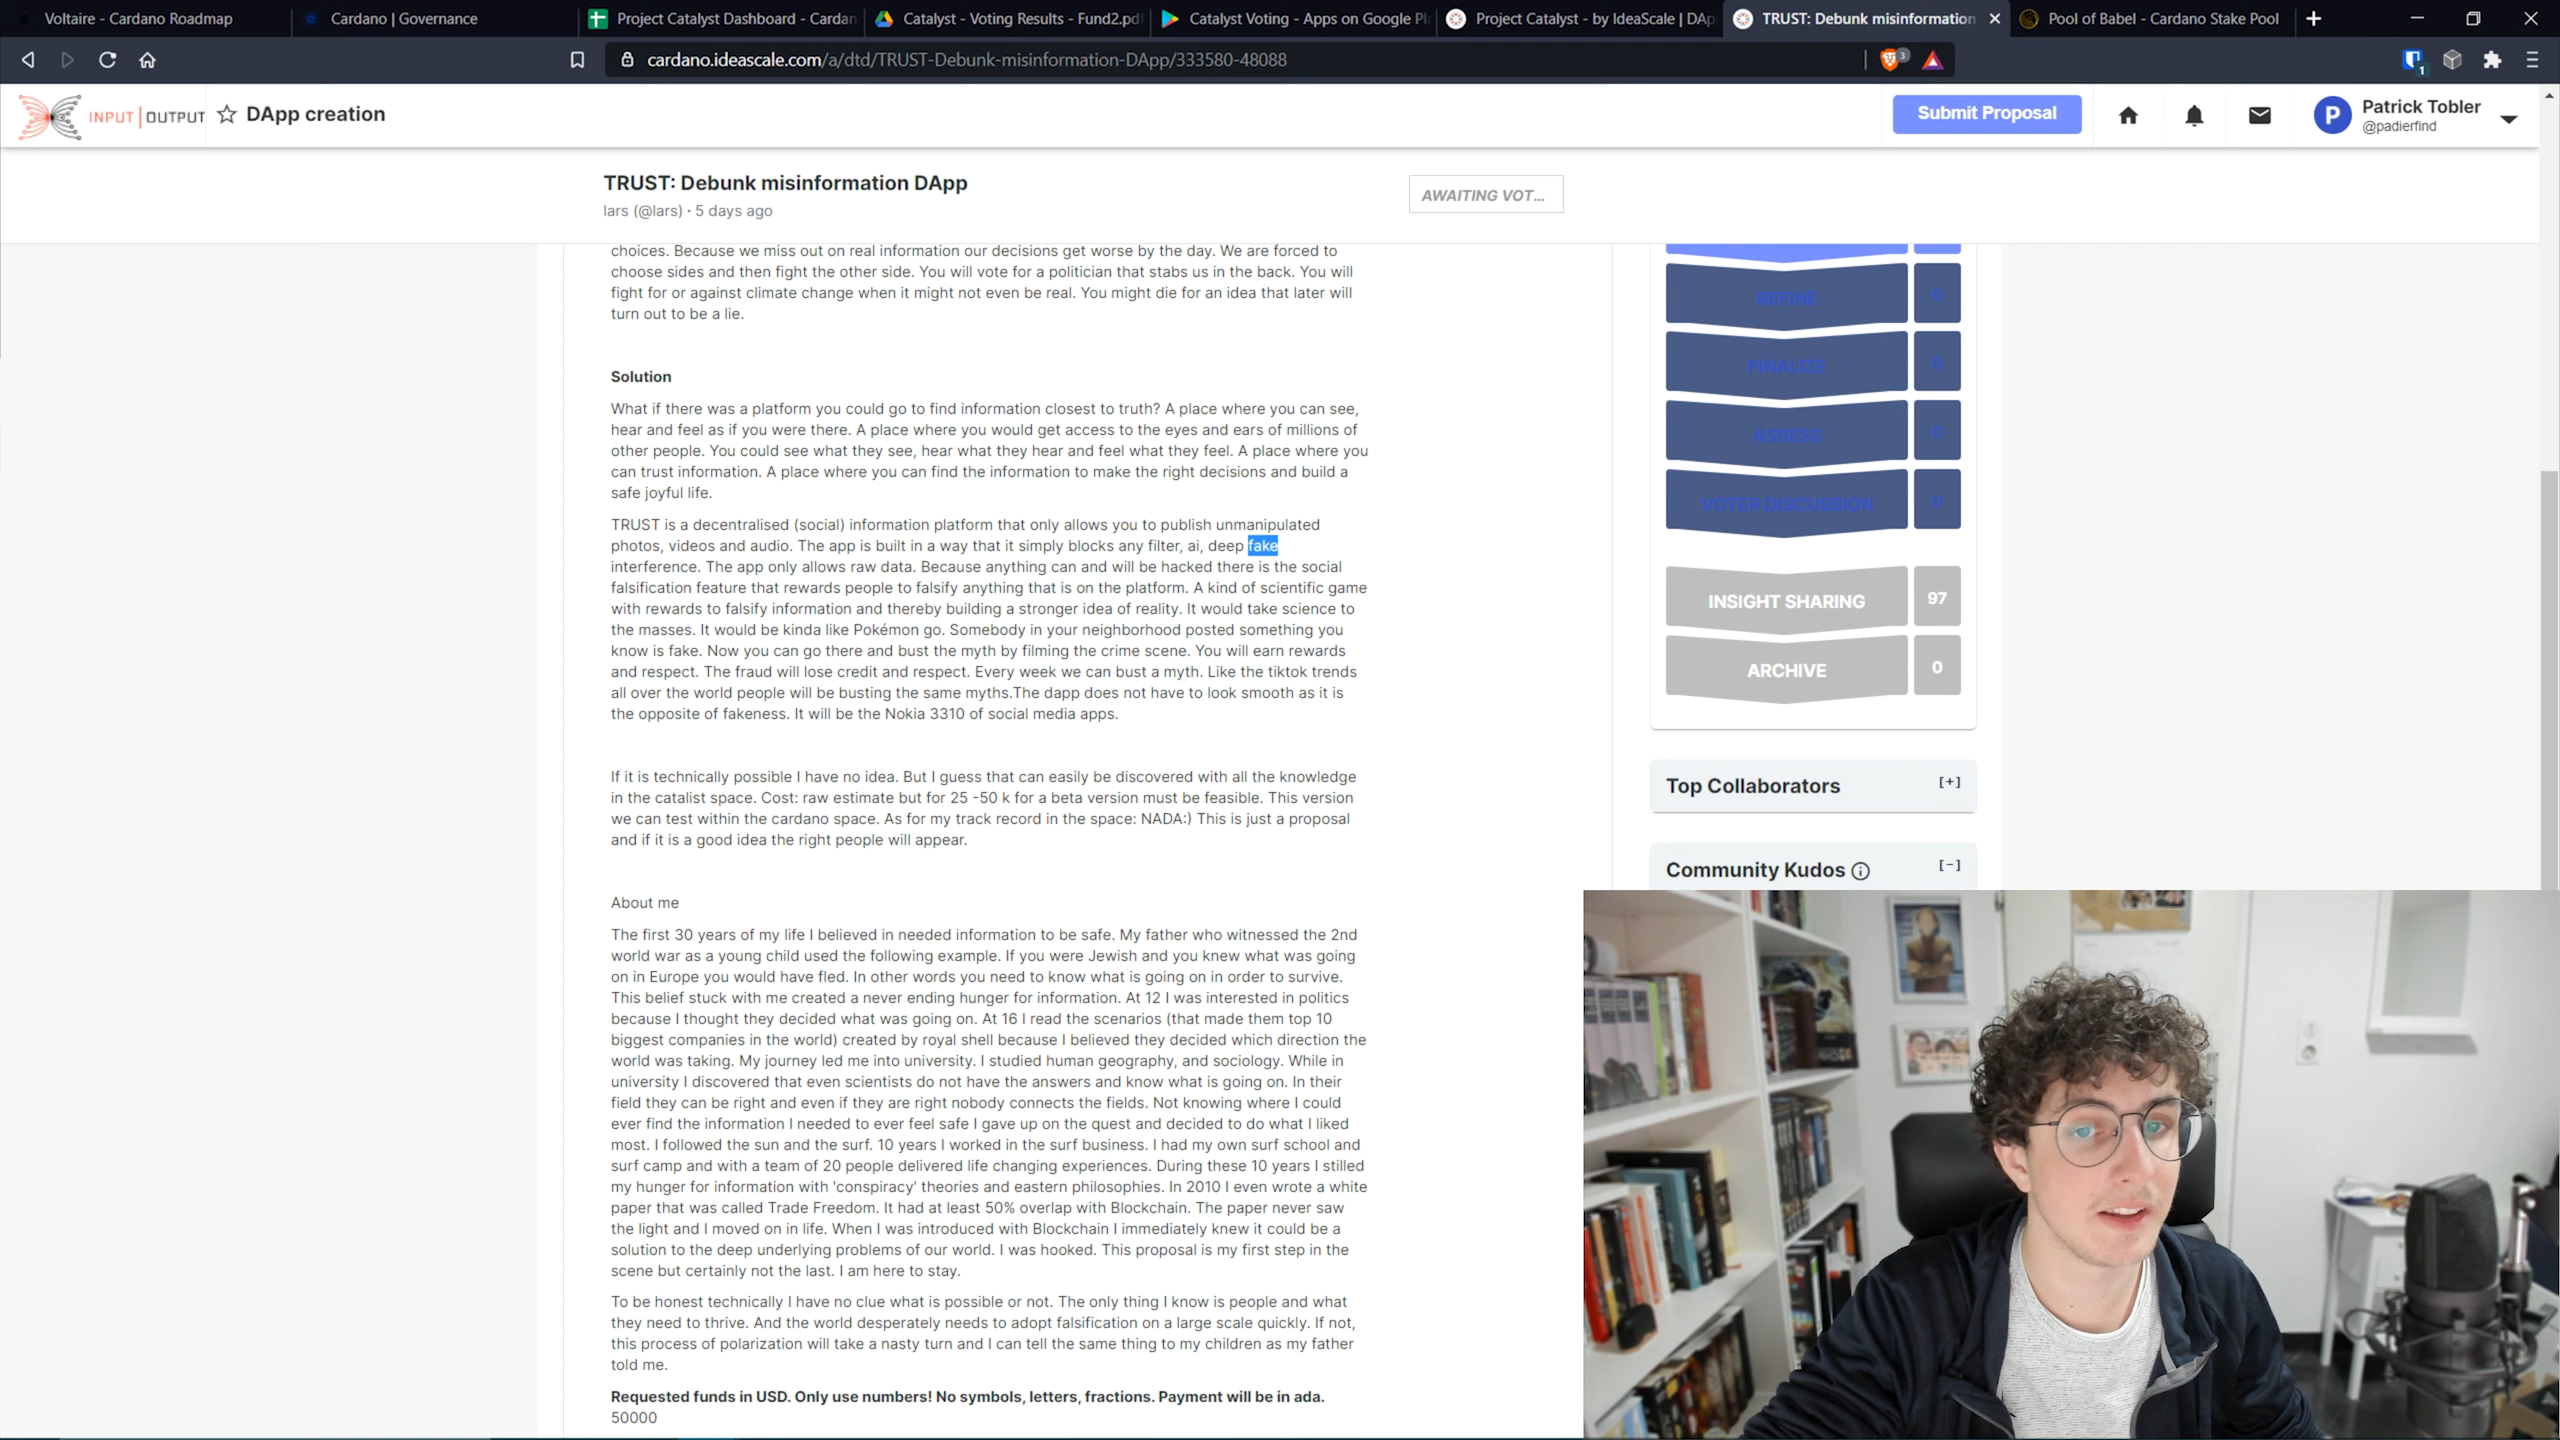 Voltaire - Cardano Roadmap
Cardano | Governance
Project Catalyst Dashboard - Cardan
Catalyst - Voting Results - Fund2.pdf
Catalyst Voting - Apps on Google Pl
Project Catalyst - by IdeaScale | DAp
TRUST: Debunk misinformation
Pool of Babel - Cardano Stake Pool
cardano.ideascale.com/a/dtd/TRUST-Debunk-misinformation-DApp/333580-48088
3
1
INPUT | OUTPUT
DApp creation
Submit Proposal
P
Patrick Tobler
@padierfind
TRUST: Debunk misinformation DApp
lars (@lars) • 5 days ago
AWAITING VOT...
choices. Because we miss out on real information our decisions get worse by the day. We are forced to
choose sides and then fight the other side. You will vote for a politician that stabs us in the back. You will
fight for or against climate change when it might not even be real. You might die for an idea that later will
turn out to be a lie.
Solution
What if there was a platform you could go to find information closest to truth? A place where you can see,
hear and feel as if you were there. A place where you would get access to the eyes and ears of millions of
other people. You could see what they see, hear what they hear and feel what they feel. A place where you
can trust information. A place where you can find the information to make the right decisions and build a
safe joyful life.
TRUST is a decentralised (social) information platform that only allows you to publish unmanipulated
photos, videos and audio. The app is built in a way that it simply blocks any filter, ai, deep fake
interference. The app only allows raw data. Because anything can and will be hacked there is the social
falsification feature that rewards people to falsify anything that is on the platform. A kind of scientific game
with rewards to falsify information and thereby building a stronger idea of reality. It would take science to
the masses. It would be kinda like Pokémon go. Somebody in your neighborhood posted something you
know is fake. Now you can go there and bust the myth by filming the crime scene. You will earn rewards
and respect. The fraud will lose credit and respect. Every week we can bust a myth. Like the tiktok trends
all over the world people will be busting the same myths.The dapp does not have to look smooth as it is
the opposite of fakeness. It will be the Nokia 3310 of social media apps.
If it is technically possible I have no idea. But I guess that can easily be discovered with all the knowledge
in the catalist space. Cost: raw estimate but for 25 -50 k for a beta version must be feasible. This version
we can test within the cardano space. As for my track record in the space: NADA:) This is just a proposal
and if it is a good idea the right people will appear.
About me
The first 30 years of my life I believed in needed information to be safe. My father who witnessed the 2nd
world war as a young child used the following example. If you were Jewish and you knew what was going
on in Europe you would have fled. In other words you need to know what is going on in order to survive.
This belief stuck with me created a never ending hunger for information. At 12 I was interested in politics
because I thought they decided what was going on. At 16 I read the scenarios (that made them top 10
biggest companies in the world) created by royal shell because I believed they decided which direction the
world was taking. My journey led me into university. I studied human geography, and sociology. While in
university I discovered that even scientists do not have the answers and know what is going on. In their
field they can be right and even if they are right nobody connects the fields. Not knowing where I could
ever find the information I needed to ever feel safe I gave up on the quest and decided to do what I liked
most. I followed the sun and the surf. 10 years I worked in the surf business. I had my own surf school and
surf camp and with a team of 20 people delivered life changing experiences. During these 10 years I stilled
my hunger for information with 'conspiracy' theories and eastern philosophies. In 2010 I even wrote a white
paper that was called Trade Freedom. It had at least 50% overlap with Blockchain. The paper never saw
the light and I moved on in life. When I was introduced with Blockchain I immediately knew it could be a
solution to the deep underlying problems of our world. I was hooked. This proposal is my first step in the
scene but certainly not the last. I am here to stay.
To be honest technically I have no clue what is possible or not. The only thing I know is people and what
they need to thrive. And the world desperately needs to adopt falsification on a large scale quickly. If not,
this process of polarization will take a nasty turn and I can tell the same thing to my children as my father
told me.
Requested funds in USD. Only use numbers! No symbols, letters, fractions. Payment will be in ada.
50000
REFINE 0
FINALIZE 0
ASSESS 0
VOTER DISCUSSION 0
INSIGHT SHARING 97
ARCHIVE 0
Top Collaborators [+]
Community Kudos [-]